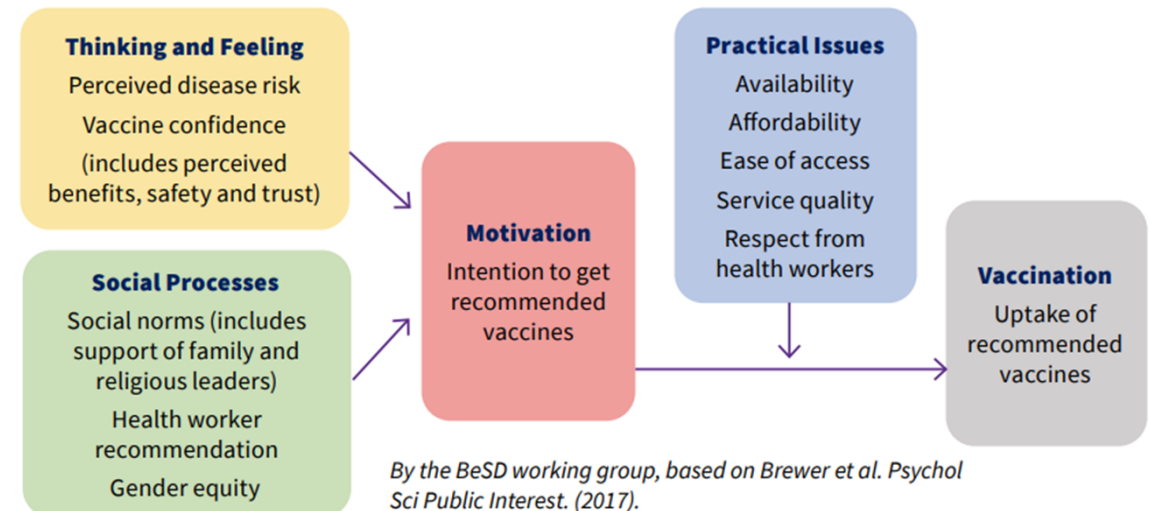 Thinking and Feeling
Perceived disease risk
Vaccine confidence
(includes perceived
benefits, safety and trust)
Social Processes
Social norms (includes
support of family and
religious leaders)
Health worker
recommendation
Gender equity
Motivation
Intention to get
recommended
vaccines
Practical Issues
Availability
Affordability
Ease of access
Service quality
Respect from
health workers
Vaccination
Uptake of
recommended
vaccines
By the BeSD working group, based on Brewer et al. Psychol
Sci Public Interest. (2017).